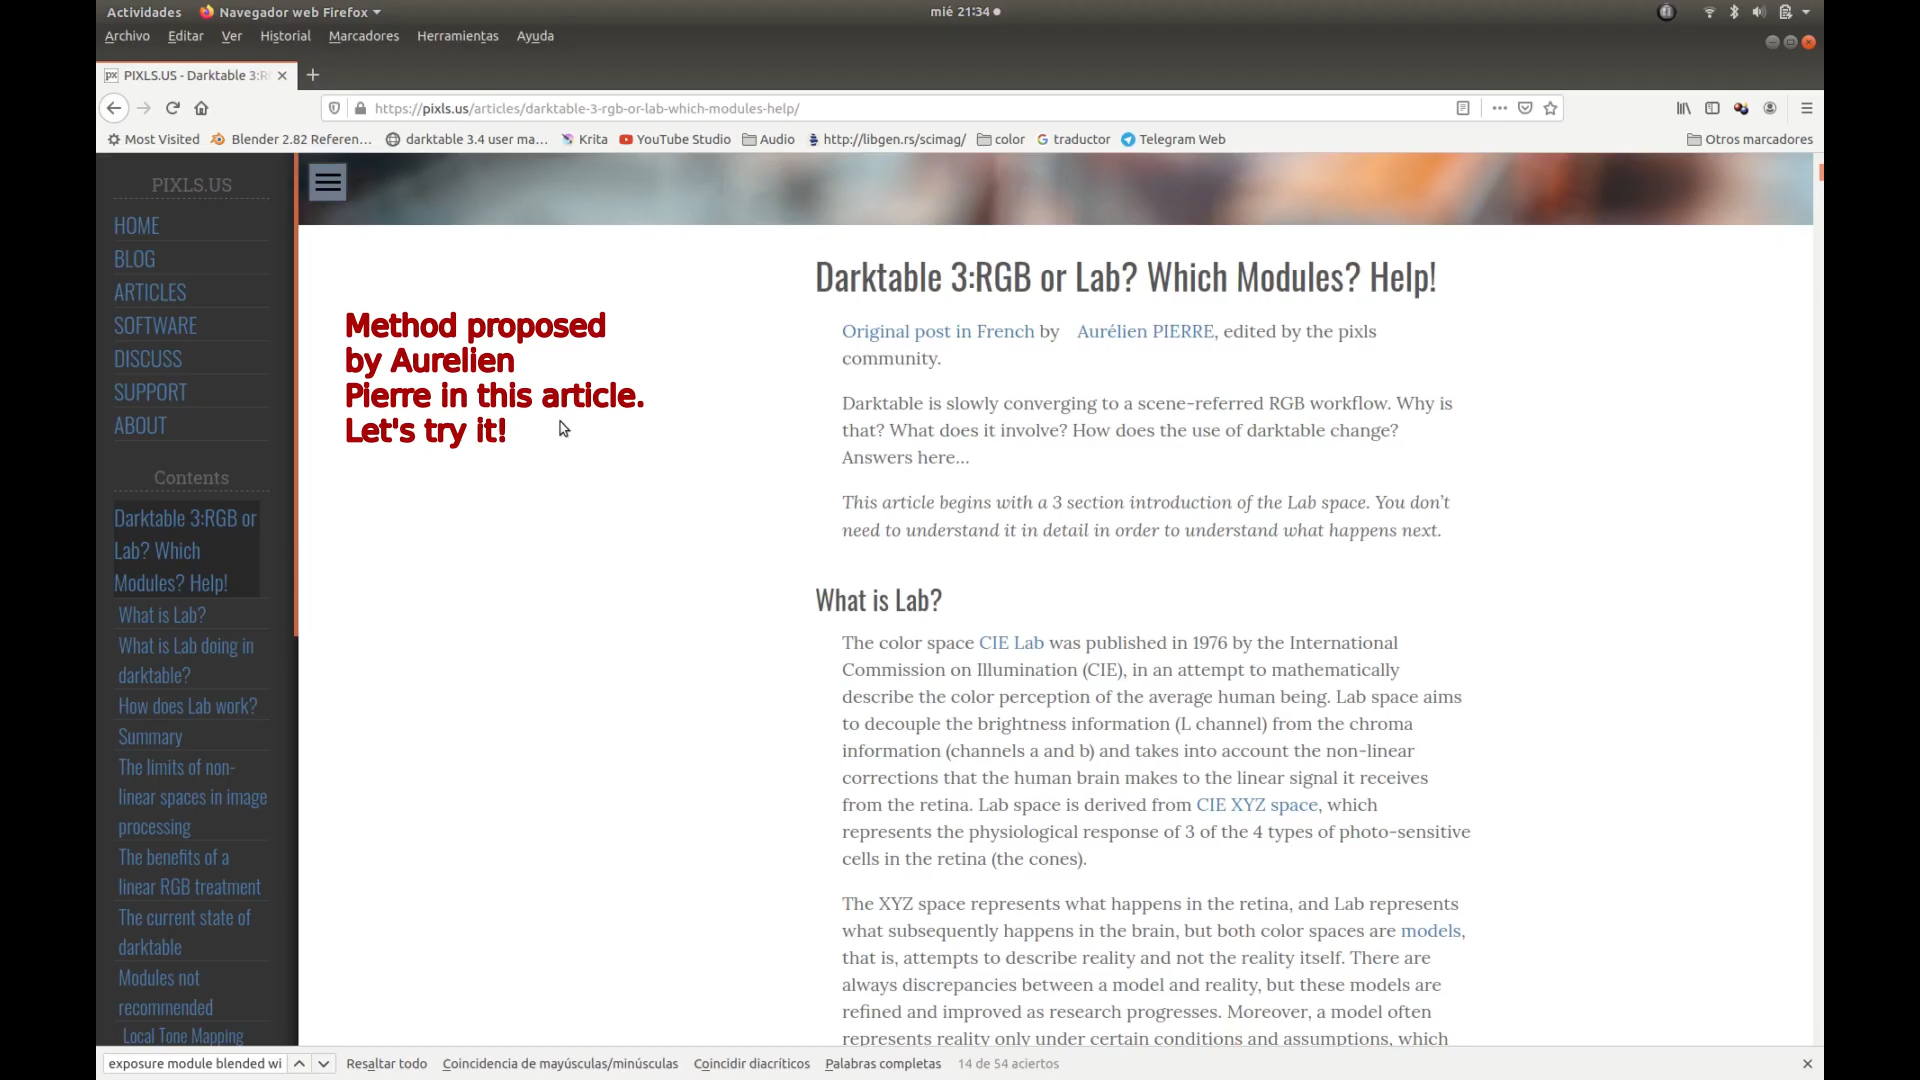 Actividades
Navegador web Firefox
mié 21:34
Archivo Editar Ver Historial Marcadores Herramientas Ayuda
px PIXLS.US - Darktable 3:R
https://pixls.us/articles/darktable-3-rgb-or-lab-which-modules-help/
Most Visited Blender 2.82 Referen... darktable 3.4 user ma... Krita YouTube Studio Audio http://libgen.rs/scimag/ color traductor Telegram Web Otros marcadores
PIXLS.US
HOME
BLOG
ARTICLES
SOFTWARE
DISCUSS
SUPPORT
ABOUT
Contents
Darktable 3:RGB or
Lab? Which
Modules? Help!
What is Lab?
What is Lab doing in
darktable?
How does Lab work?
Summary
The limits of non-
linear spaces in image
processing
The benefits of a
linear RGB treatment
The current state of
darktable
Modules not
recommended
Local Tone Mapping
Method proposed
by Aurelien
Pierre in this article.
Let's try it!
Darktable 3:RGB or Lab? Which Modules? Help!
Original post in French by Aurélien PIERRE, edited by the pixls
community.
Darktable is slowly converging to a scene-referred RGB workflow. Why is
that? What does it involve? How does the use of darktable change?
Answers here…
This article begins with a 3 section introduction of the Lab space. You don’t
need to understand it in detail in order to understand what happens next.
What is Lab?
The color space CIE Lab was published in 1976 by the International
Commission on Illumination (CIE), in an attempt to mathematically
describe the color perception of the average human being. Lab space aims
to decouple the brightness information (L channel) from the chroma
information (channels a and b) and takes into account the non-linear
corrections that the human brain makes to the linear signal it receives
from the retina. Lab space is derived from CIE XYZ space, which
represents the physiological response of 3 of the 4 types of photo-sensitive
cells in the retina (the cones).
The XYZ space represents what happens in the retina, and Lab represents
what subsequently happens in the brain, but both color spaces are models,
that is, attempts to describe reality and not the reality itself. There are
always discrepancies between a model and reality, but these models are
refined and improved as research progresses. Moreover, a model often
represents reality only under certain conditions and assumptions, which
exposure module blended wi Resaltar todo Coincidencia de mayúsculas/minúsculas Coincidir diacríticos Palabras completas 14 de 54 aciertos